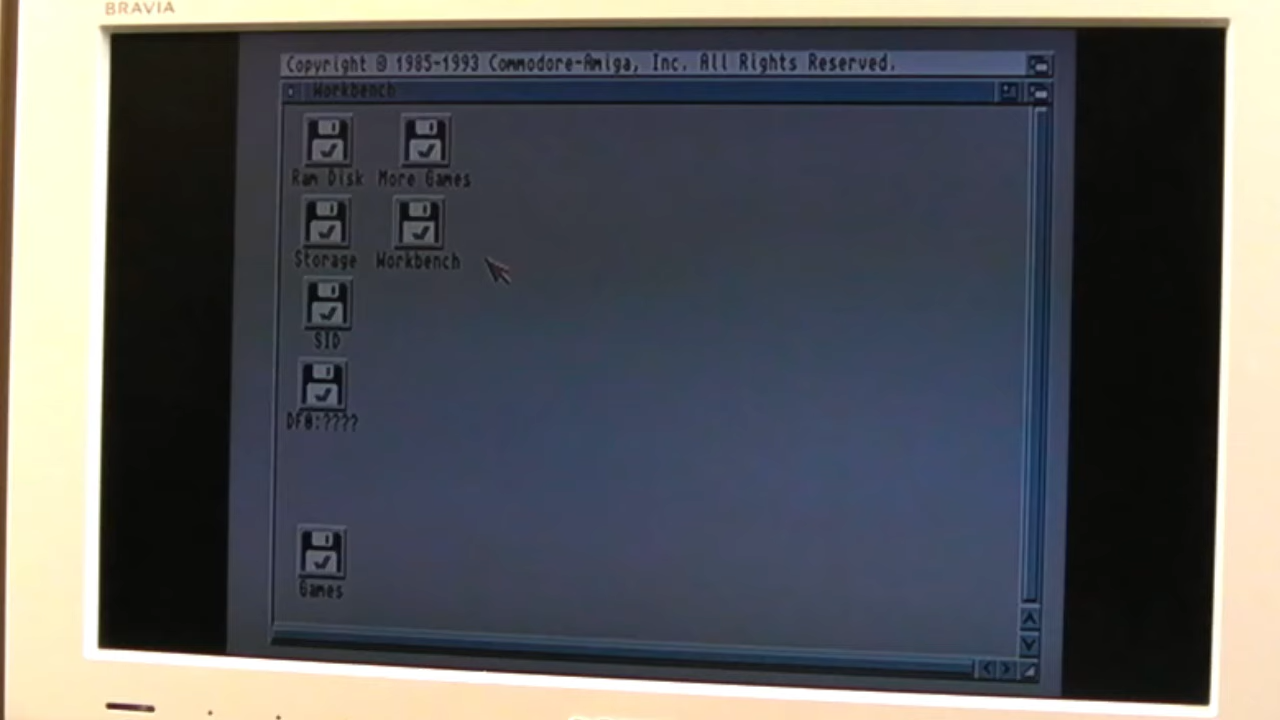 BRAVIA
Copyright © 1985-1993 Commodore-Amiga, Inc. All Rights Reserved.
Workbench
Ram Disk More Games
Storage Workbench
SID
DF0:????
Games